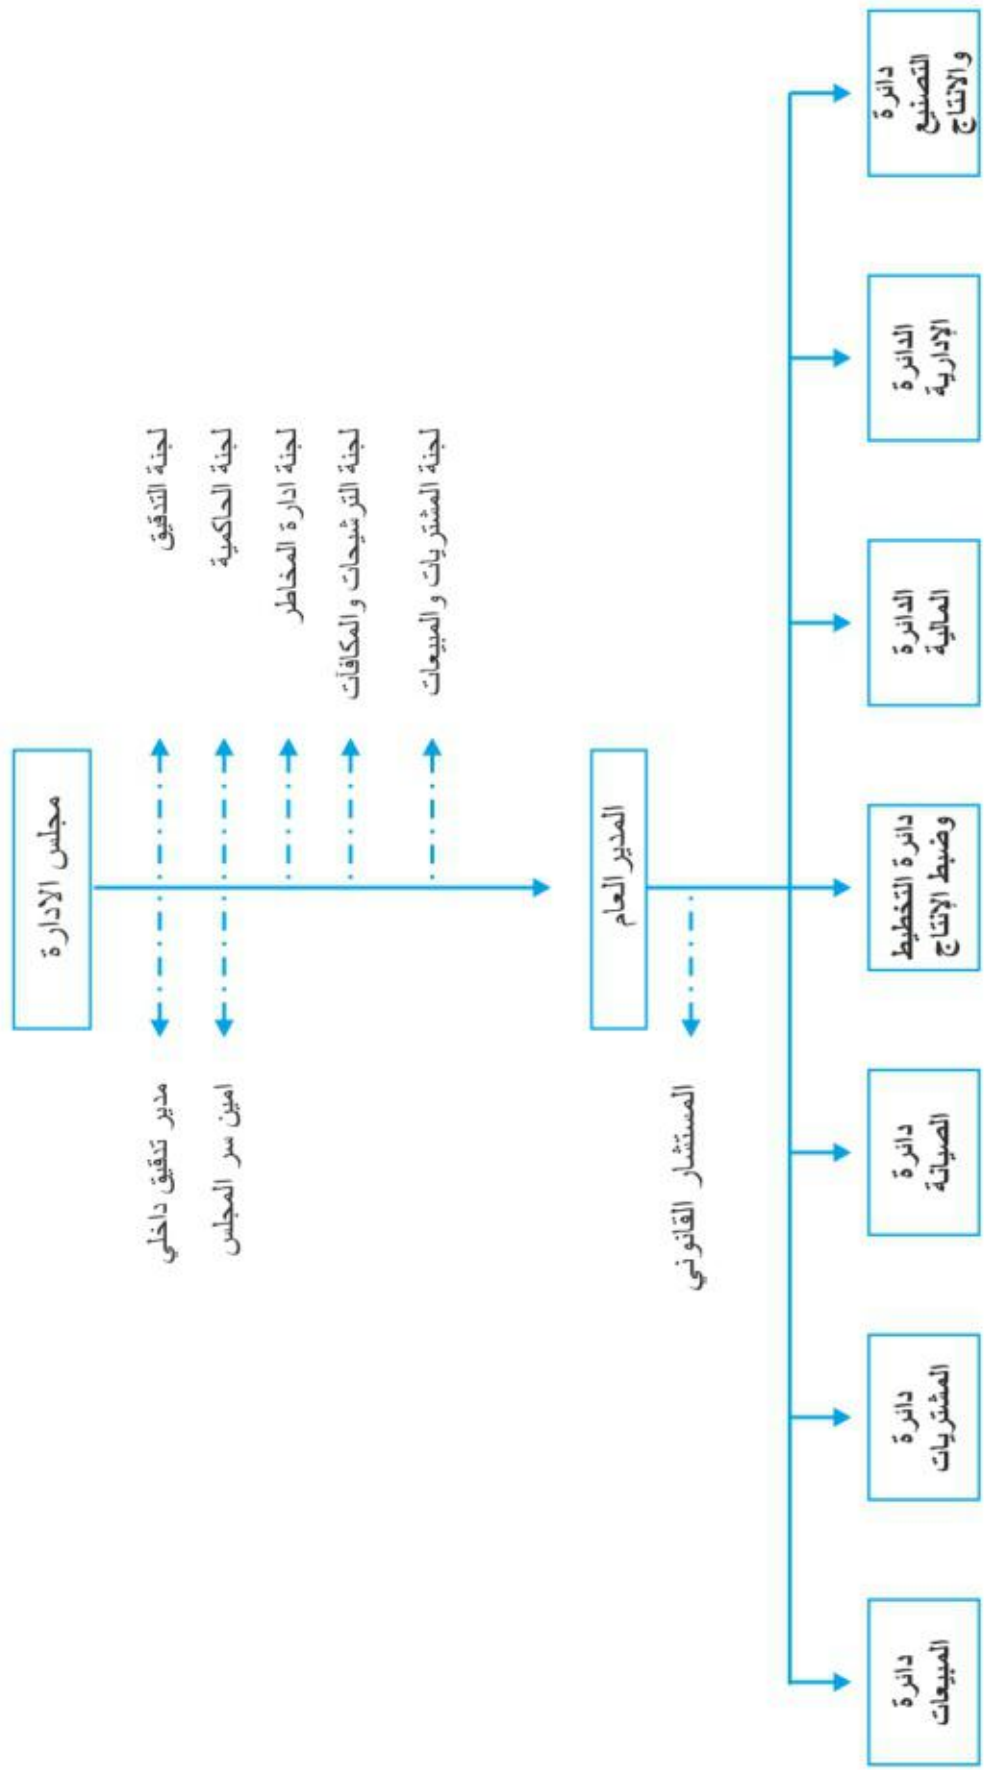 مجلس الادارة
لجنة التدقيق
مدير تدقيق داخلي
لجنة الحاكمية
امين سر المجلس
لجنة ادارة المخاطر
لجنة الترشيحات والمكافآت
لجنة المشتريات والمبيعات
المدير العام
المستشار القانوني
دائرة
التصنيع
والانتاج
الدائرة
الإدارية
الدائرة
المالية
دائرة التخطيط
وضبط الإنتاج
دائرة
الصيانة
دائرة
المشتريات
دائرة
المبيعات